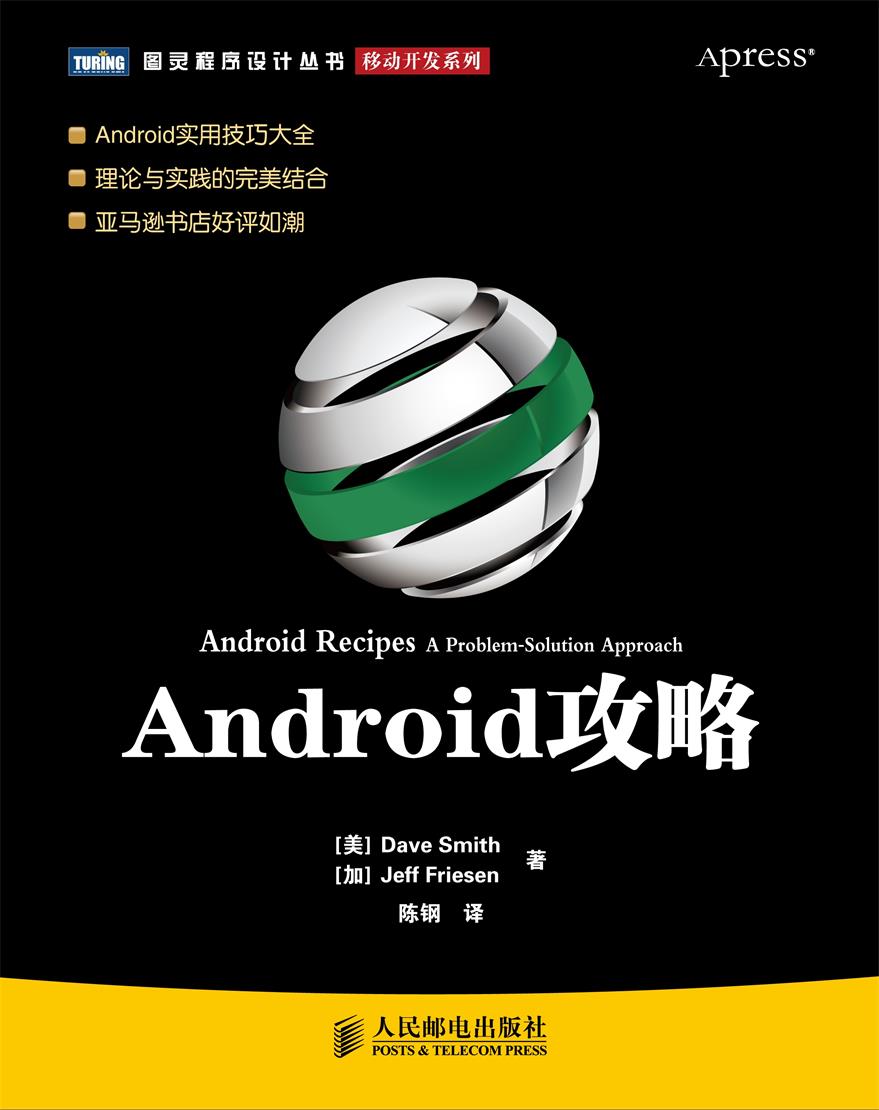 TURING 图灵程序设计丛书 移动开发系列 Apress®
Android实用技巧大全
理论与实践的完美结合
亚马逊书店好评如潮
Android Recipes A Problem-Solution Approach
Android攻略
[美] Dave Smith
[加] Jeff Friesen 著
陈钢 译
人民邮电出版社
POSTS & TELECOM PRESS